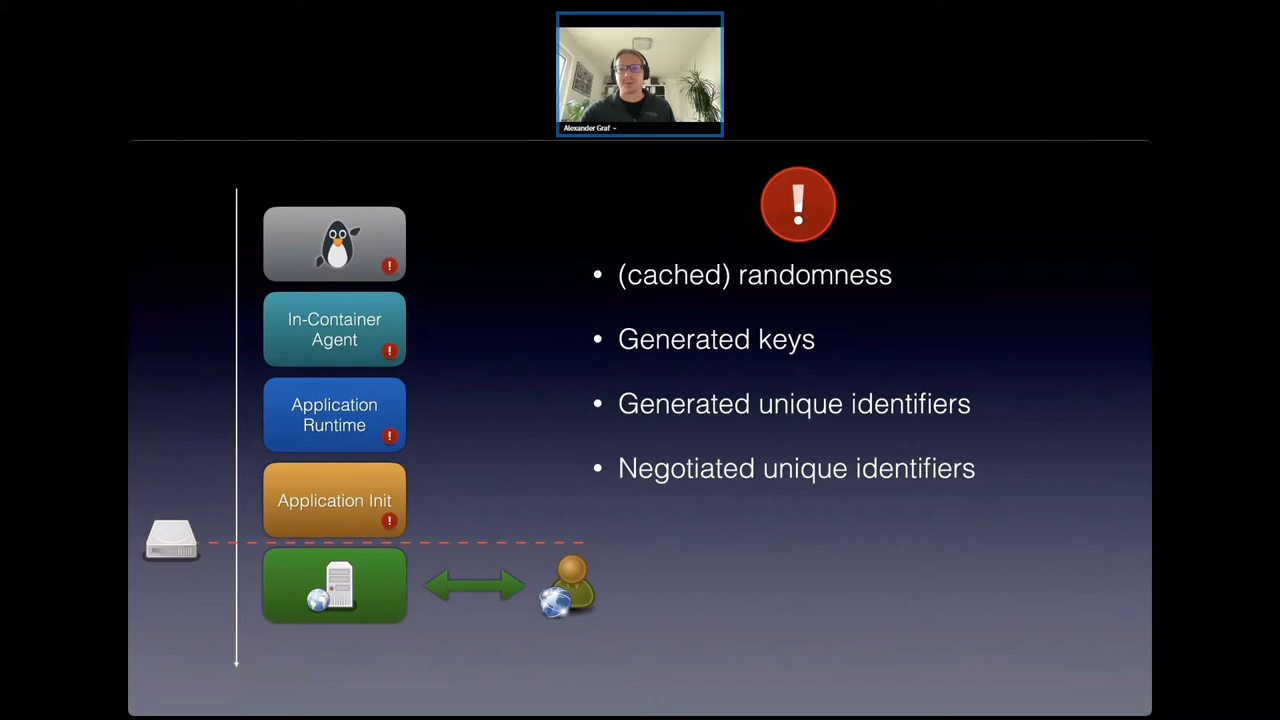 Alexander Graf
!
(cached) randomness
Generated keys
Generated unique identifiers
Negotiated unique identifiers
!
In-Container
Agent
!
Application
Runtime
!
Application Init
!